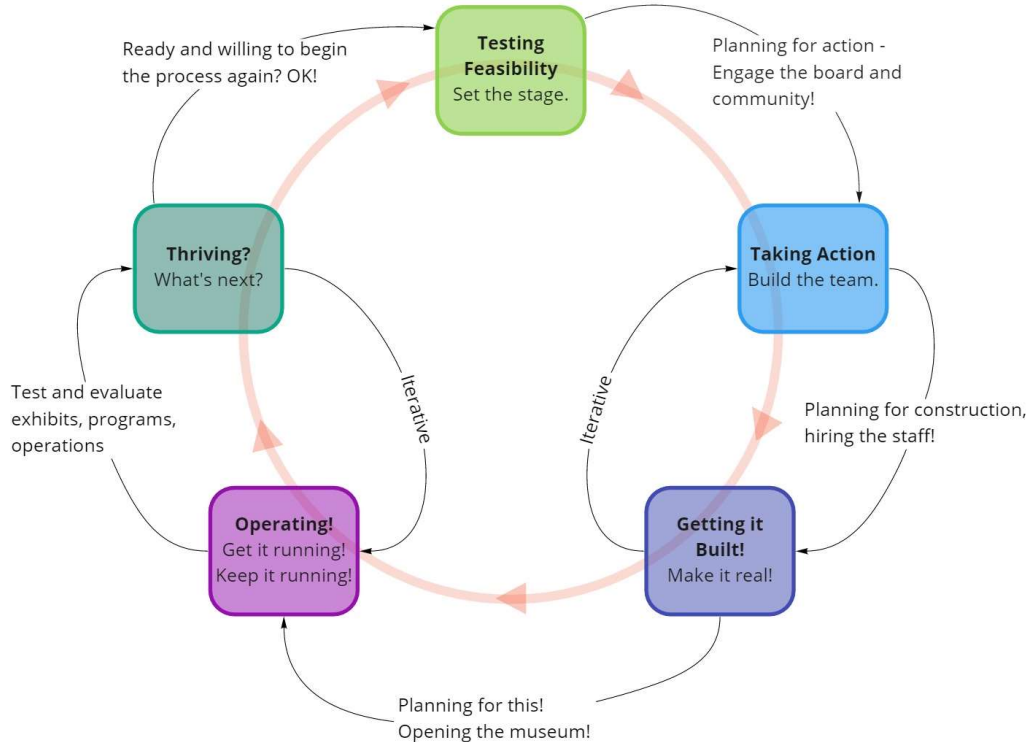 Testing
Feasibility
Set the stage.
Planning for action -
Engage the board and
community!
Taking Action
Build the team.
Planning for construction,
hiring the staff!
Iterative
Getting it
Built!
Make it real!
Planning for this!
Opening the museum!
Operating!
Get it running!
Keep it running!
Iterative
Test and evaluate
exhibits, programs,
operations
Thriving?
What's next?
Ready and willing to begin
the process again? OK!